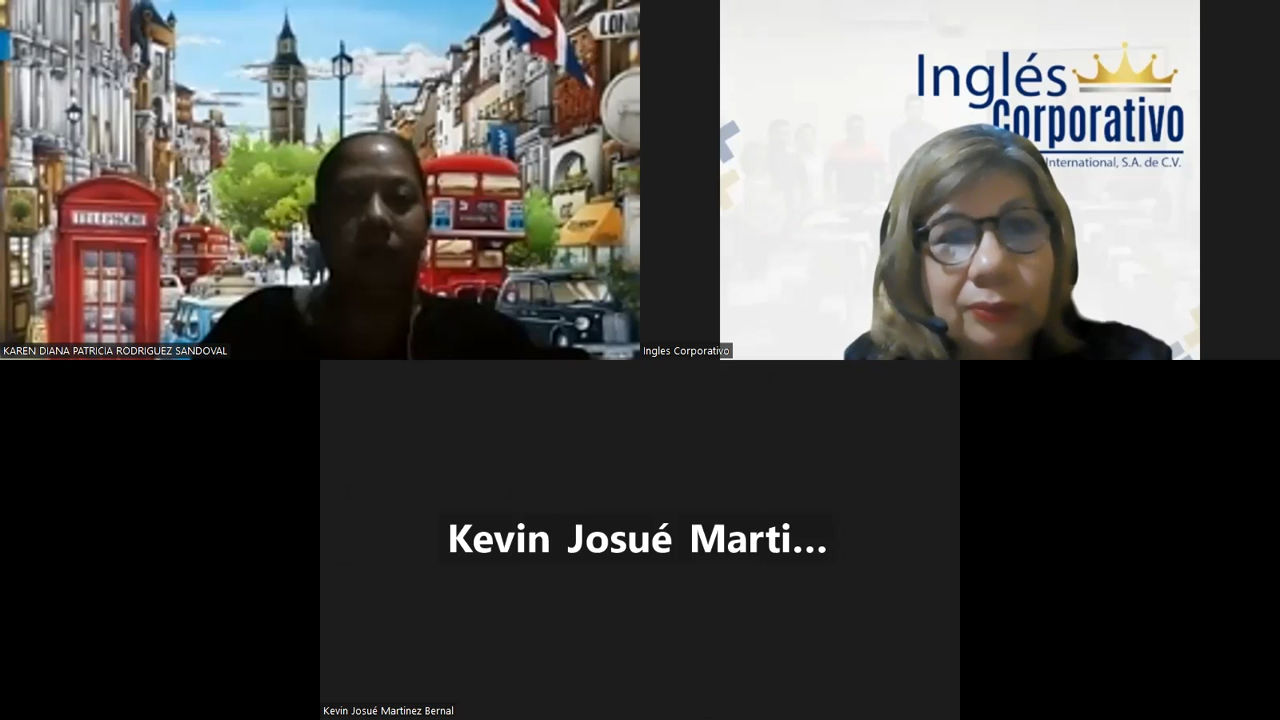 TELEPHONE
LON
KAREN DIANA PATRICIA RODRIGUEZ SANDOVAL
Inglés
Corporativo
International, S.A. de C.V.
Ingles Corporativo
Kevin Josué Marti...
Kevin Josué Martinez Bernal